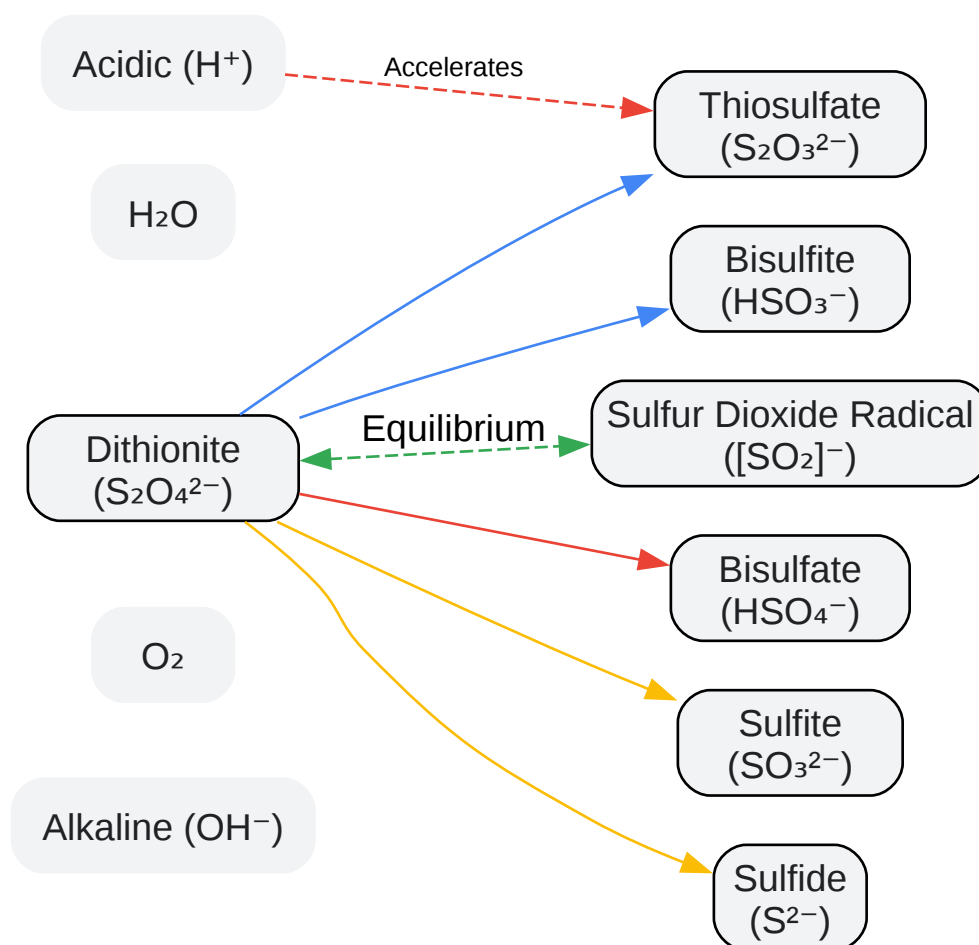 Acidic (H⁺)
Accelerates
Thiosulfate
(S₂O₃²⁻)
H₂O
Bisulfite
(HSO₃⁻)
Dithionite
(S₂O₄²⁻)
Equilibrium
Sulfur Dioxide Radical
([SO₂]⁻)
Bisulfate
(HSO₄⁻)
O₂
Sulfite
(SO₃²⁻)
Alkaline (OH⁻)
Sulfide
(S²⁻)